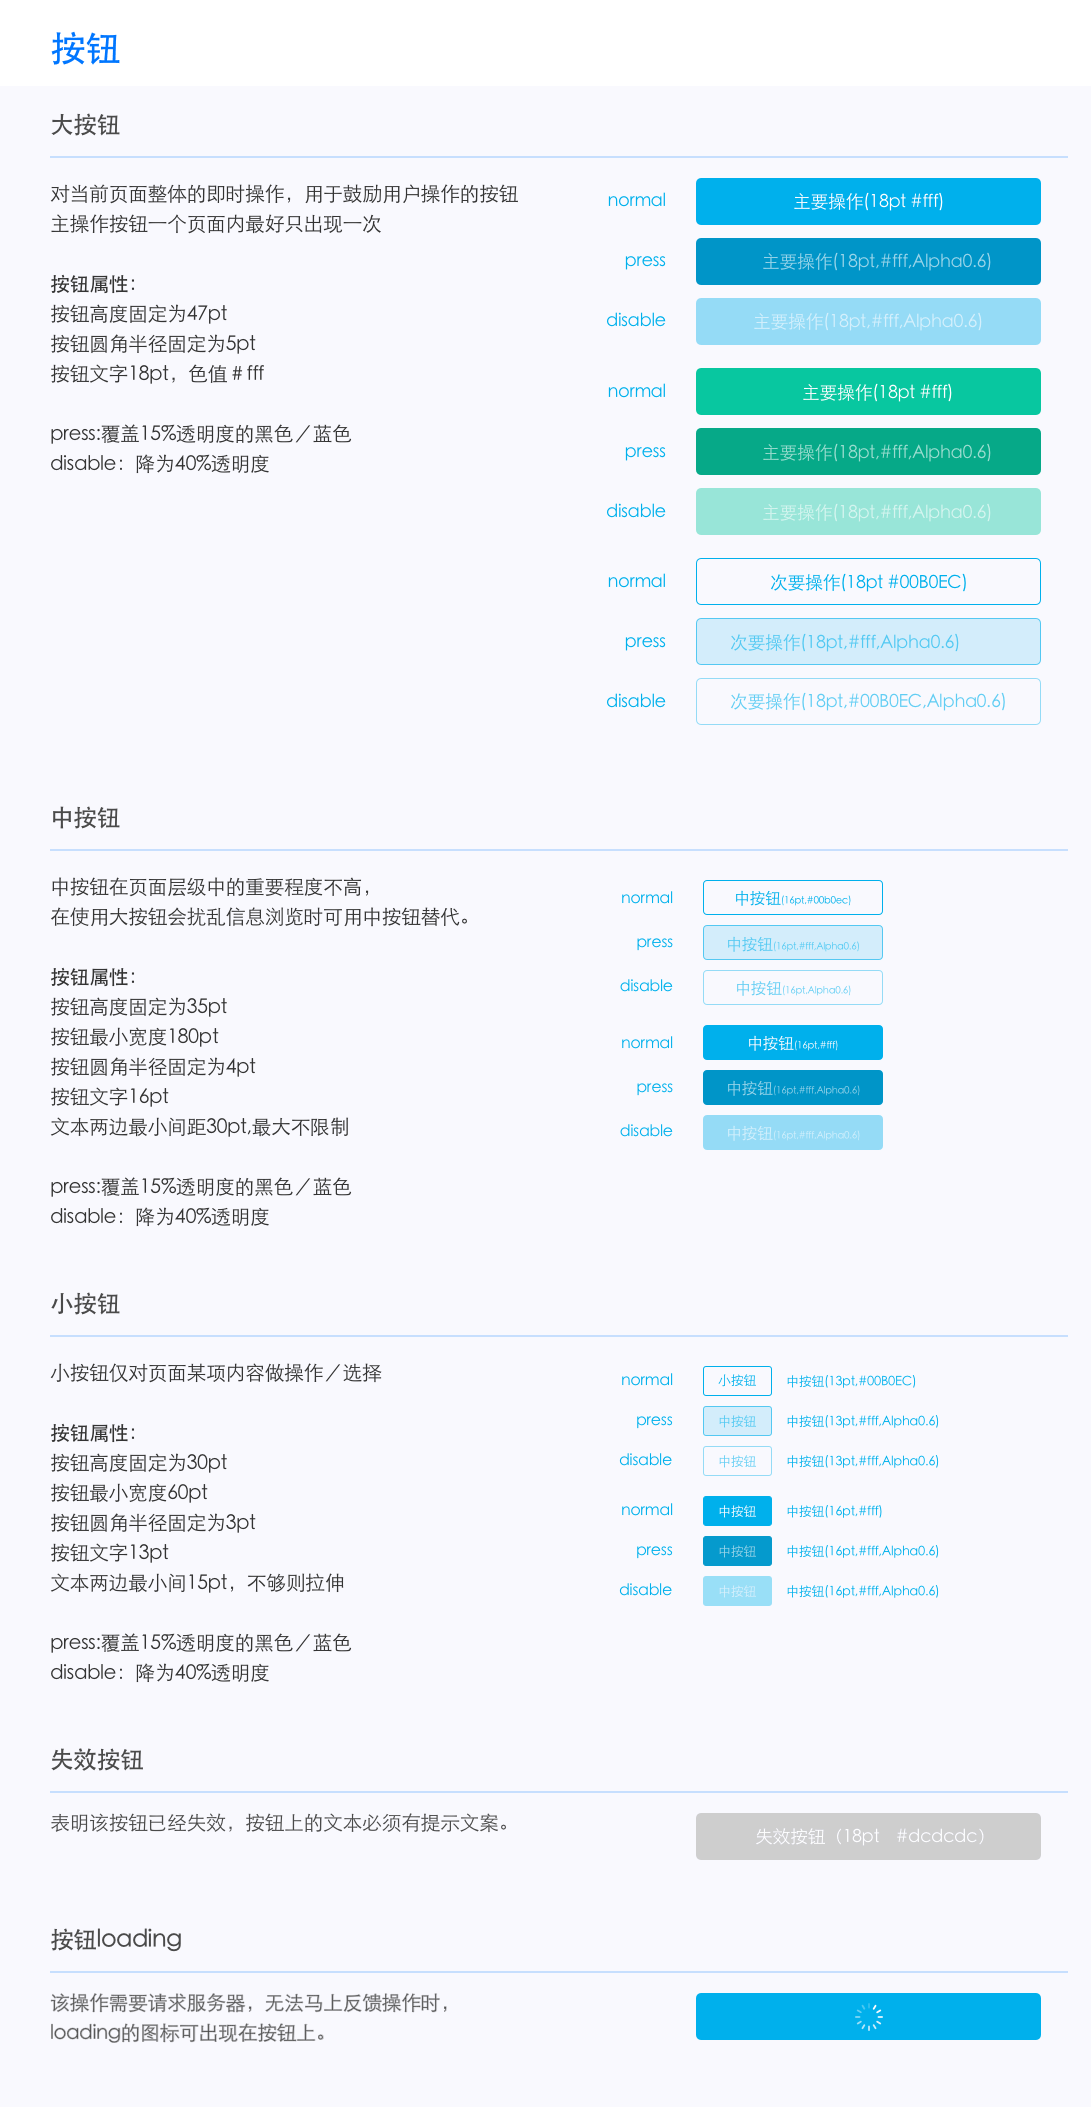 按钮
大按钮
对当前页面整体的即时操作，用于鼓励用户操作的按钮
主操作按钮一个页面内最好只出现一次
按钮属性：
按钮高度固定为47pt
按钮圆角半径固定为5pt
按钮文字18pt，色值＃fff
press:覆盖15%透明度的黑色／蓝色
disable：降为40%透明度
normal 主要操作(18pt #fff)
press 主要操作(18pt,#fff,Alpha0.6)
disable 主要操作(18pt,#fff,Alpha0.6)
normal 主要操作(18pt #fff)
press 主要操作(18pt,#fff,Alpha0.6)
disable 主要操作(18pt,#fff,Alpha0.6)
normal 次要操作(18pt #00B0EC)
press 次要操作(18pt,#fff,Alpha0.6)
disable 次要操作(18pt,#00B0EC,Alpha0.6)
中按钮
中按钮在页面层级中的重要程度不高，
在使用大按钮会扰乱信息浏览时可用中按钮替代。
按钮属性：
按钮高度固定为35pt
按钮最小宽度180pt
按钮圆角半径固定为4pt
按钮文字16pt
文本两边最小间距30pt,最大不限制
press:覆盖15%透明度的黑色／蓝色
disable：降为40%透明度
normal 中按钮(16pt,#00b0ec)
press 中按钮(16pt,#fff,Alpha0.6)
disable 中按钮(16pt,Alpha0.6)
normal 中按钮(16pt,#fff)
press 中按钮(16pt,#fff,Alpha0.6)
disable 中按钮(16pt,#fff,Alpha0.6)
小按钮
小按钮仅对页面某项内容做操作／选择
按钮属性：
按钮高度固定为30pt
按钮最小宽度60pt
按钮圆角半径固定为3pt
按钮文字13pt
文本两边最小间15pt，不够则拉伸
press:覆盖15%透明度的黑色／蓝色
disable：降为40%透明度
normal 小按钮 中按钮(13pt,#00B0EC)
press 中按钮 中按钮(13pt,#fff,Alpha0.6)
disable 中按钮 中按钮(13pt,#fff,Alpha0.6)
normal 中按钮 中按钮(16pt,#fff)
press 中按钮 中按钮(16pt,#fff,Alpha0.6)
disable 中按钮 中按钮(16pt,#fff,Alpha0.6)
失效按钮
表明该按钮已经失效，按钮上的文本必须有提示文案。
失效按钮（18pt #dcdcdc）
按钮loading
该操作需要请求服务器，无法马上反馈操作时，
loading的图标可出现在按钮上。